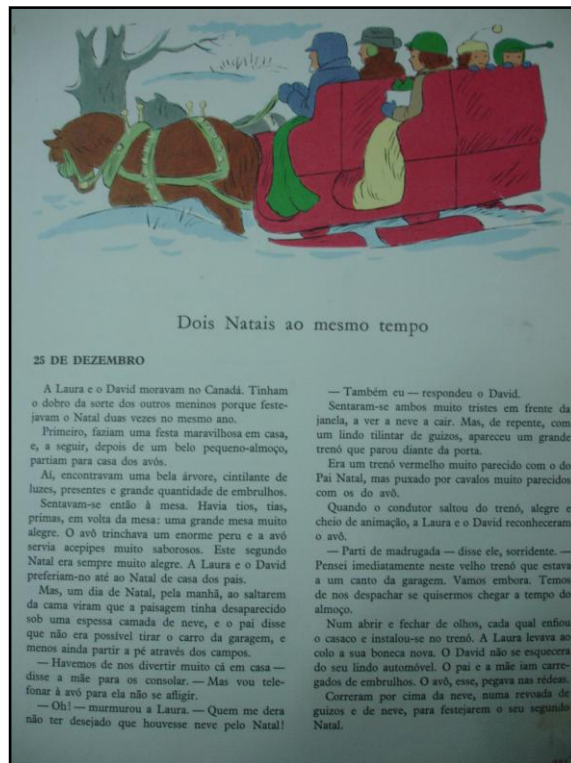 Dois Natais ao mesmo tempo
25 DE DEZEMBRO
A Laura e o David moravam no Canadá. Tinham
o dobro da sorte dos outros meninos porque feste-
javam o Natal duas vezes no mesmo ano.
Primeiro, faziam uma festa maravilhosa em casa,
e, a seguir, depois de um belo pequeno-almoço,
partiam para casa dos avós.
Aí, encontravam uma bela árvore, cintilante de
luzes, presentes e grande quantidade de embrulhos.
Sentavam-se então à mesa. Havia tios, tias,
primas, em volta da mesa: uma grande mesa muito
alegre. O avô trinchava um enorme peru e a avó
servia acepipes muito saborosos. Este segundo
Natal era sempre muito alegre. A Laura e o David
preferiam-no até ao Natal de casa dos pais.
Mas, um dia de Natal, pela manhã, ao saltarem
da cama viram que a paisagem tinha desaparecido
sob uma espessa camada de neve, e o pai disse
que não era possível tirar o carro da garagem, e
menos ainda partir a pé através dos campos.
— Havemos de nos divertir muito cá em casa —
disse a mãe para os consolar. — Mas vou tele-
fonar à avó para ela não se afligir.
— Oh! — murmurou a Laura. — Quem me dera
não ter desejado que houvesse neve pelo Natal!
— Também eu — respondeu o David.
Sentaram-se ambos muito tristes em frente da
janela, a ver a neve a cair. Mas, de repente, com
um lindo tilintar de guizos, apareceu um grande
trenó que parou diante da porta.
Era um trenó vermelho muito parecido com o do
Pai Natal, mas puxado por cavalos muito parecidos
com os do avô.
Quando o condutor saltou do trenó, alegre e
cheio de animação, a Laura e o David reconheceram
o avô.
— Parti de madrugada — disse ele, sorridente. —
Pensei imediatamente neste velho trenó que estava
a um canto da garagem. Vamos embora. Temos
de nos despachar se quisermos chegar a tempo do
almoço.
Num abrir e fechar de olhos, cada qual enfiou
o casaco e instalou-se no trenó. A Laura levava ao
colo a sua boneca nova. O David não se esquecera
do seu lindo automóvel. O pai e a mãe iam carre-
gados de embrulhos. O avô, esse, pegava nas rédeas.
Correram por cima da neve, numa revoada de
guizos e de neve, para festejarem o seu segundo
Natal.